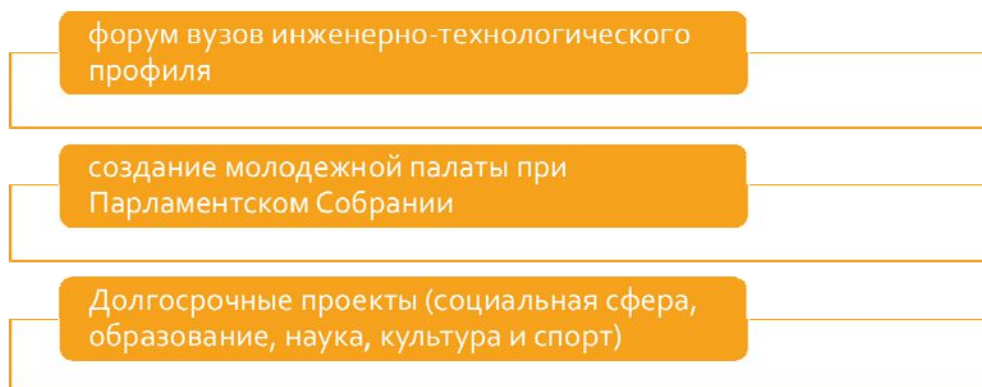 форум вузов инженерно-технологического
профиля
создание молодежной палаты при
Парламентском Собрании
Долгосрочные проекты (социальная сфера,
образование, наука, культура и спорт)